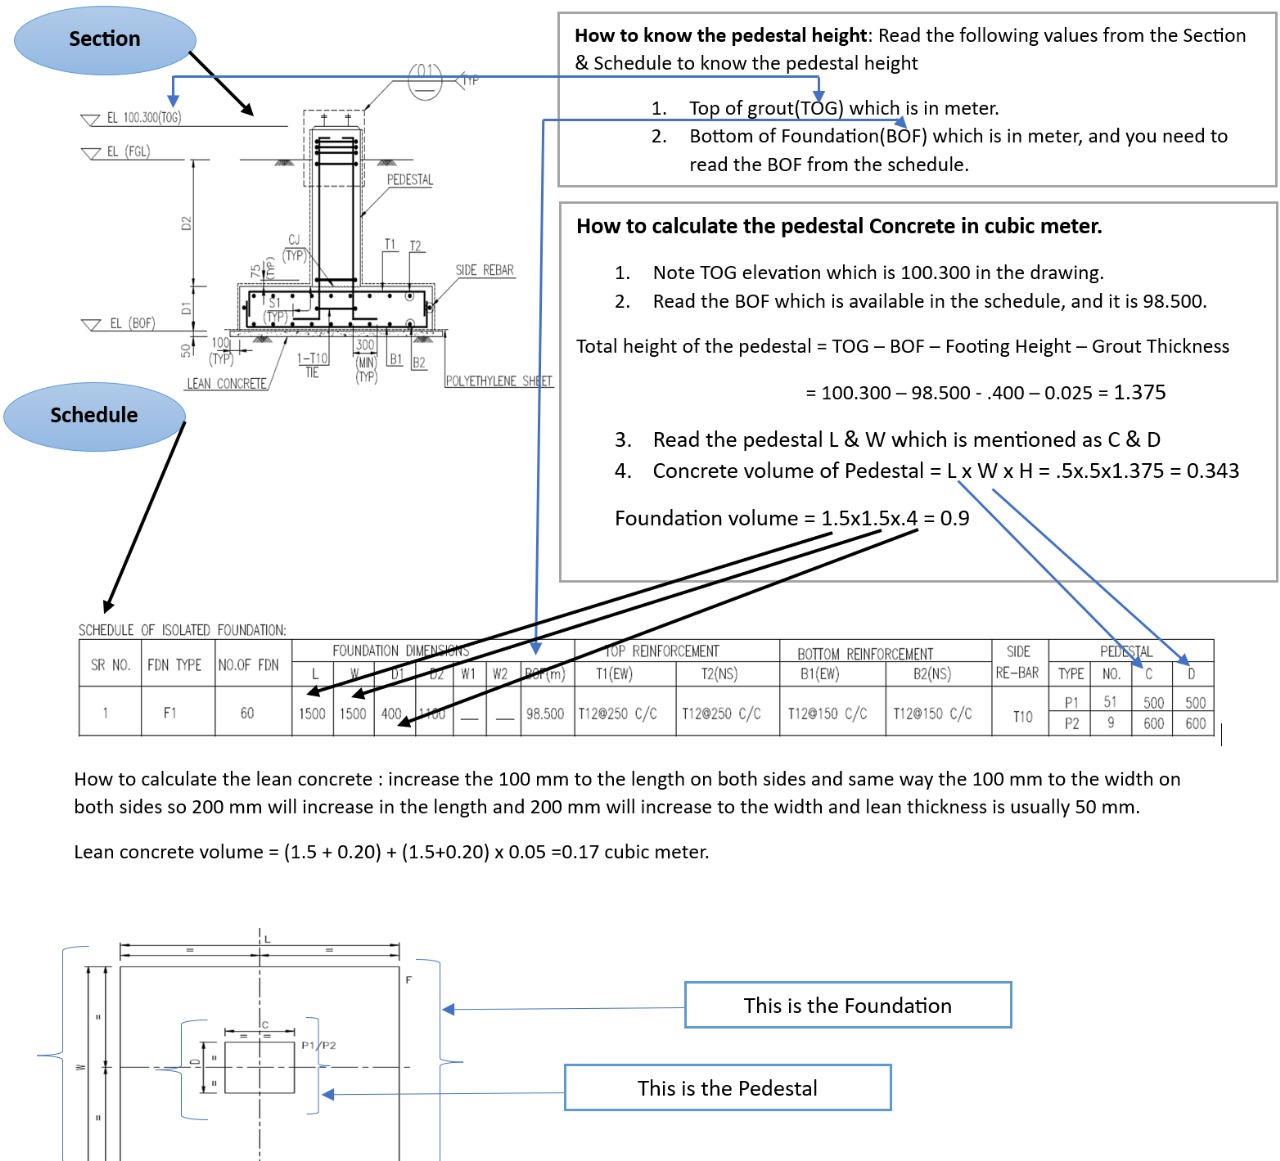 Section
How to know the pedestal height: Read the following values from the Section
& Schedule to know the pedestal height
1. Top of grout(TOG) which is in meter.
2. Bottom of Foundation(BOF) which is in meter, and you need to
read the BOF from the schedule.
01
TYP
EL 100.300(TOG)
EL (FGL)
PEDESTAL
D2
CJ
(TYP)
T1
T2
75
(TYP)
SIDE REBAR
D1
S1
(TYP)
EL (BOF)
50
100
(TYP)
1-T10
TIE
300
(MIN)
(TYP)
B1
B2
LEAN CONCRETE
POLYETHYLENE SHEET
How to calculate the pedestal Concrete in cubic meter.
1. Note TOG elevation which is 100.300 in the drawing.
2. Read the BOF which is available in the schedule, and it is 98.500.
Total height of the pedestal = TOG – BOF – Footing Height – Grout Thickness
= 100.300 – 98.500 - .400 – 0.025 = 1.375
3. Read the pedestal L & W which is mentioned as C & D
4. Concrete volume of Pedestal = L x W x H = .5x.5x1.375 = 0.343
Foundation volume = 1.5x1.5x.4 = 0.9
Schedule
SCHEDULE OF ISOLATED FOUNDATION:
SR NO. FDN TYPE NO.OF FDN FOUNDATION DIMENSIONS TOP REINFORCEMENT BOTTOM REINFORCEMENT SIDE RE-BAR PEDESTAL
L W D1 D2 W1 W2 BOF(m) T1(EW) T2(NS) B1(EW) B2(NS) TYPE NO. C D
1 F1 60 1500 1500 400 1100 — — 98.500 T12@250 C/C T12@250 C/C T12@150 C/C T12@150 C/C T10 P1 51 500 500
P2 9 600 600
How to calculate the lean concrete : increase the 100 mm to the length on both sides and same way the 100 mm to the width on
both sides so 200 mm will increase in the length and 200 mm will increase to the width and lean thickness is usually 50 mm.
Lean concrete volume = (1.5 + 0.20) + (1.5+0.20) x 0.05 =0.17 cubic meter.
L
= =
F
C
= =
P1/P2
D
=
=
W
=
=
This is the Foundation
This is the Pedestal